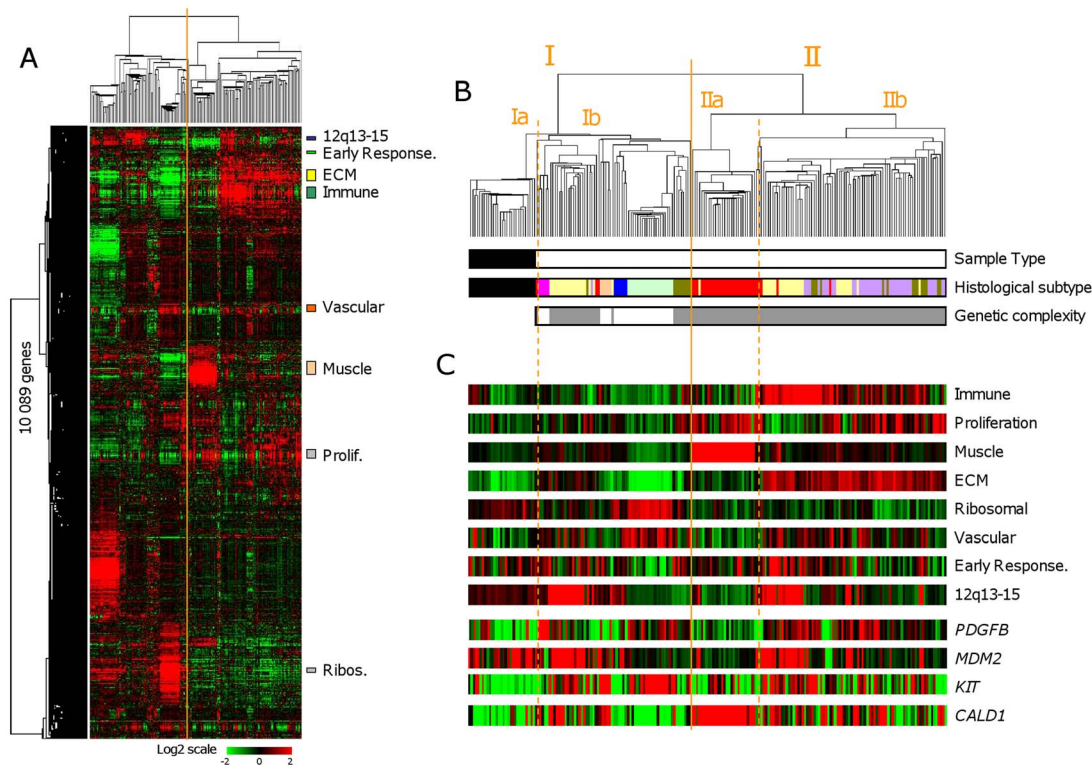 A
12q13-15
Early Response.
ECM
Immune
Vascular
Muscle
Prolif.
Ribos.
10 089 genes
Log2 scale
-2 0 2
B
I II
Ia Ib IIa IIb
Sample Type
Histological subtype
Genetic complexity
C
Immune
Proliferation
Muscle
ECM
Ribosomal
Vascular
Early Response.
12q13-15
PDGFB
MDM2
KIT
CALD1